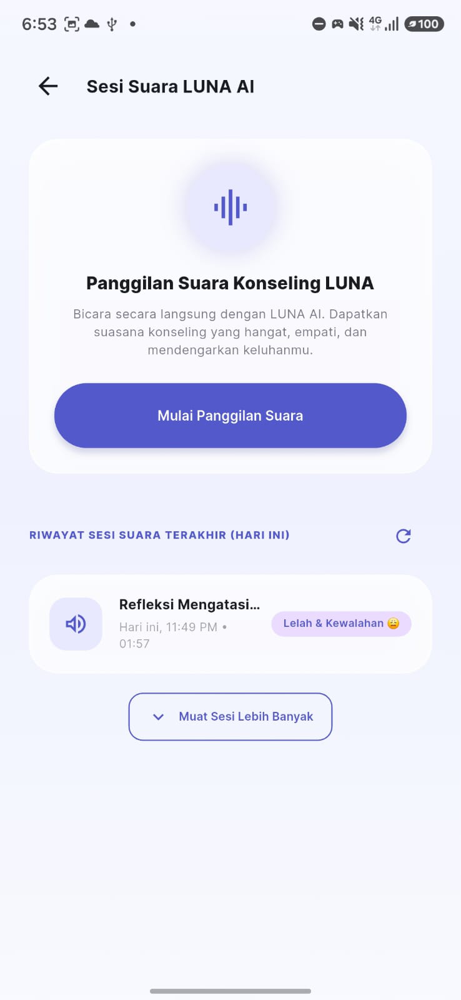 6:53
4G
100
Sesi Suara LUNA AI
Panggilan Suara Konseling LUNA
Bicara secara langsung dengan LUNA AI. Dapatkan
suasana konseling yang hangat, empati, dan
mendengarkan keluhanmu.
Mulai Panggilan Suara
RIWAYAT SESI SUARA TERAKHIR (HARI INI)
Refleksi Mengatasi...
Hari ini, 11:49 PM •
01:57
Lelah & Kewalahan 😩
Muat Sesi Lebih Banyak